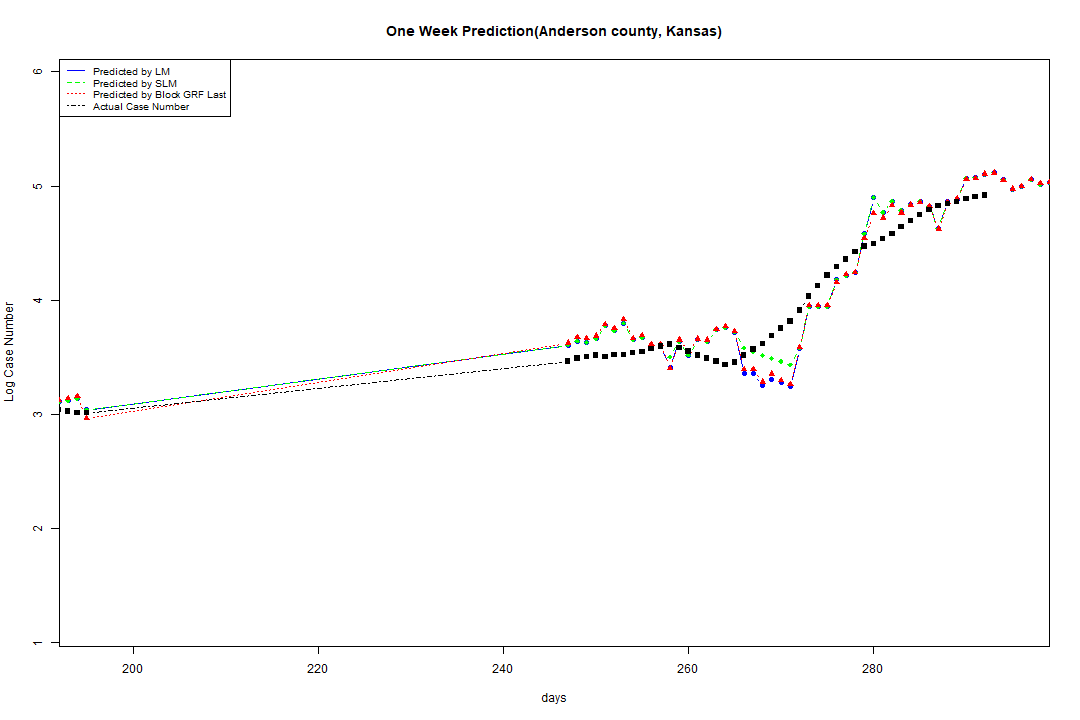 One Week Prediction(Anderson county, Kansas)
Predicted by LM
Predicted by SLM
Predicted by Block GRF Last
Actual Case Number
6
5
4
3
2
1
Log Case Number
200 220 240 260 280
days